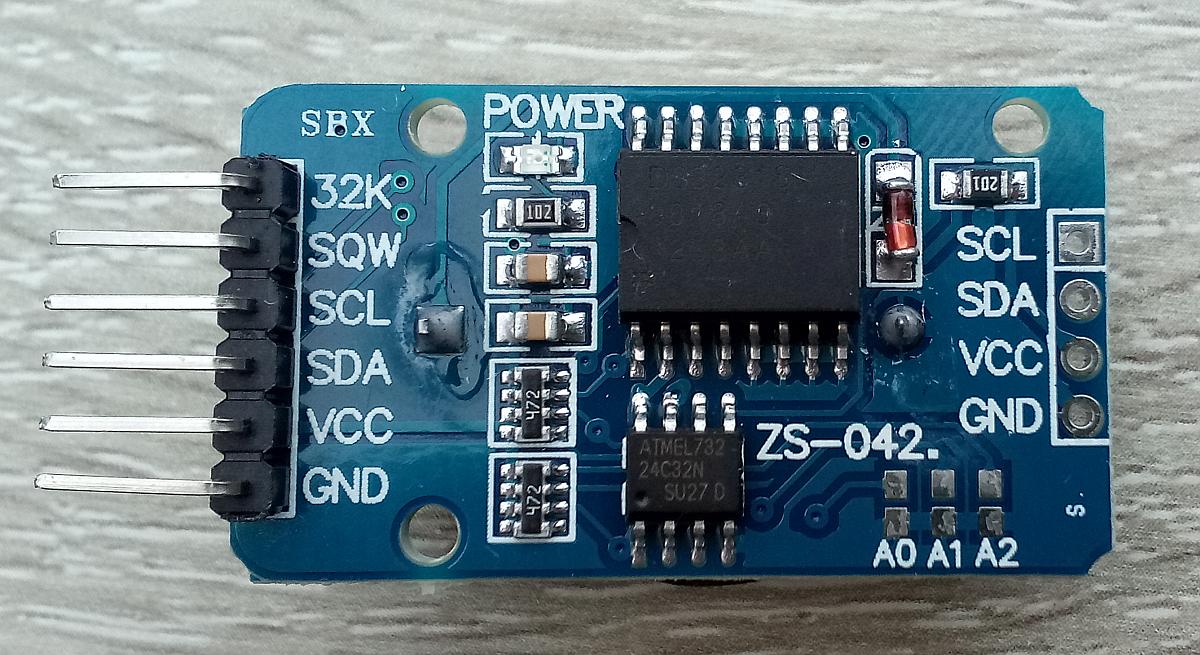 SBX
POWER
32K
SQW
SCL
SDA
VCC
GND
102
472
472
ATMEL732
24C32N
SU27 D
201
SCL
SDA
VCC
GND
ZS-042.
A0 A1 A2
S.